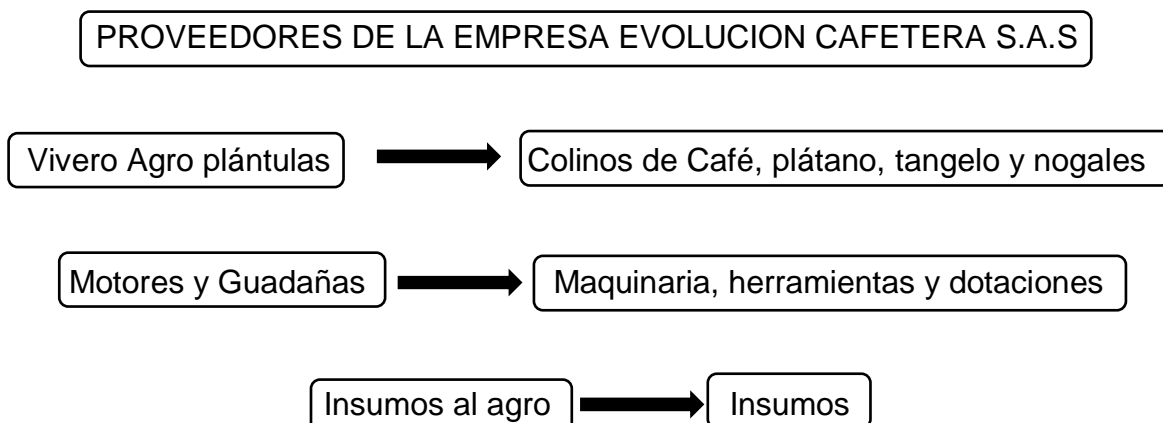 PROVEEDORES DE LA EMPRESA EVOLUCION CAFETERA S.A.S
Vivero Agro plántulas
Colinos de Café, plátano, tangelo y nogales
Motores y Guadañas
Maquinaria, herramientas y dotaciones
Insumos al agro
Insumos